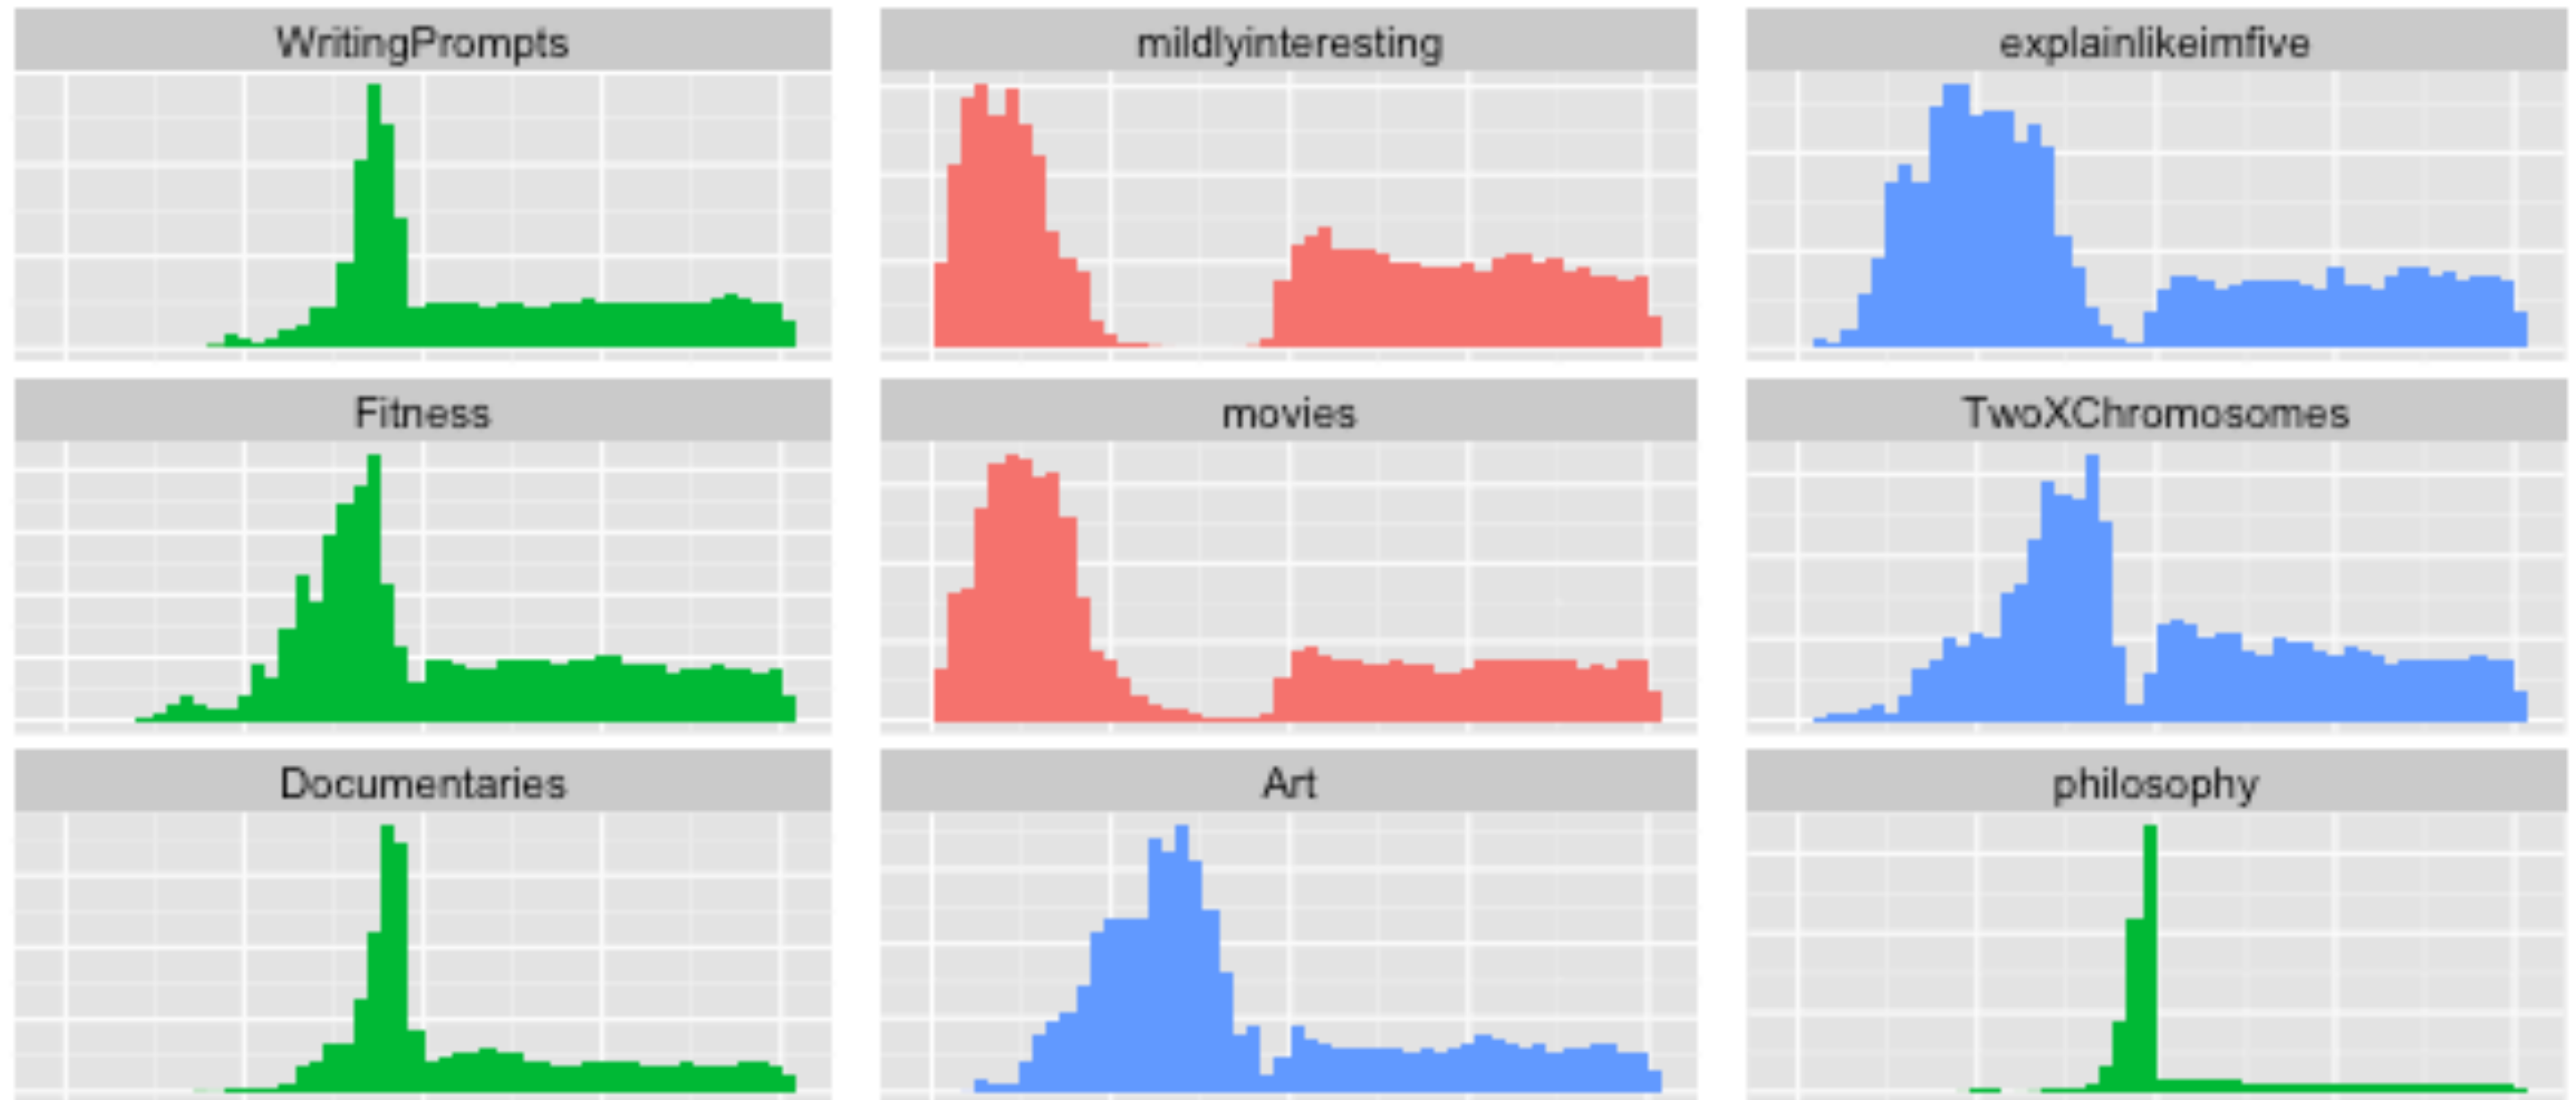 WritingPrompts
mildlyinteresting
explainlikeimfive
Fitness
movies
TwoXChromosomes
Documentaries
Art
philosophy